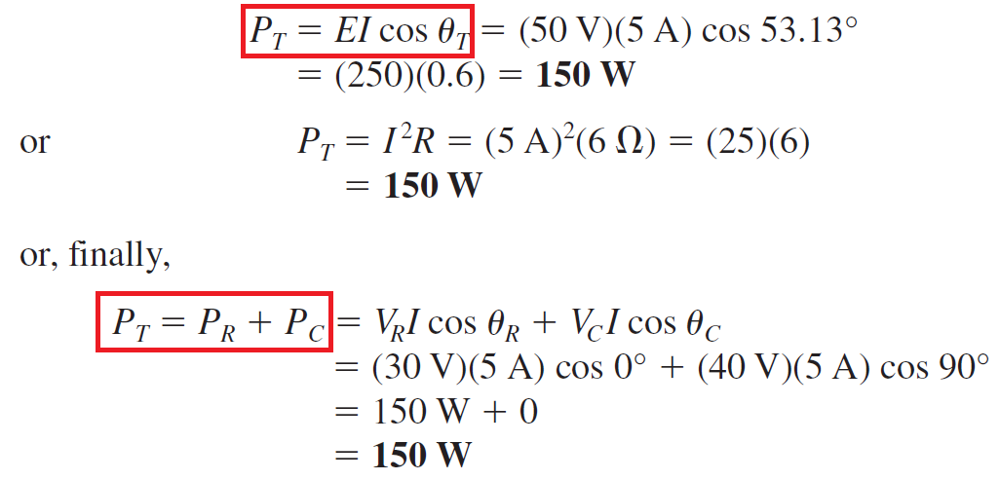 P_T = EI cos θ_T = (50 V)(5 A) cos 53.13°
= (250)(0.6) = 150 W
or P_T = I²R = (5 A)²(6 Ω) = (25)(6)
= 150 W
or, finally,
P_T = P_R + P_C = V_RI cos θ_R + V_CI cos θ_C
= (30 V)(5 A) cos 0° + (40 V)(5 A) cos 90°
= 150 W + 0
= 150 W